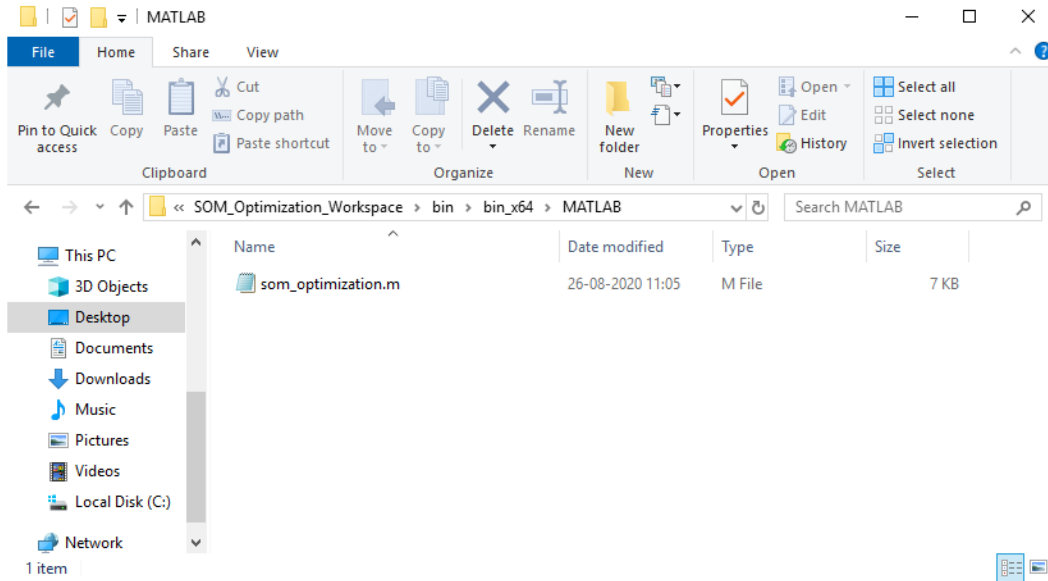 MATLAB
File Home Share View
Pin to Quick access
Copy
Paste
Cut
Copy path
Paste shortcut
Move to
Copy to
Delete
Rename
New folder
Properties
Open
Edit
History
Select all
Select none
Invert selection
Clipboard Organize New Open Select
« SOM_Optimization_Workspace > bin > bin_x64 > MATLAB
Search MATLAB
Name Date modified Type Size
som_optimization.m 26-08-2020 11:05 M File 7 KB
This PC
3D Objects
Desktop
Documents
Downloads
Music
Pictures
Videos
Local Disk (C:)
Network
1 item